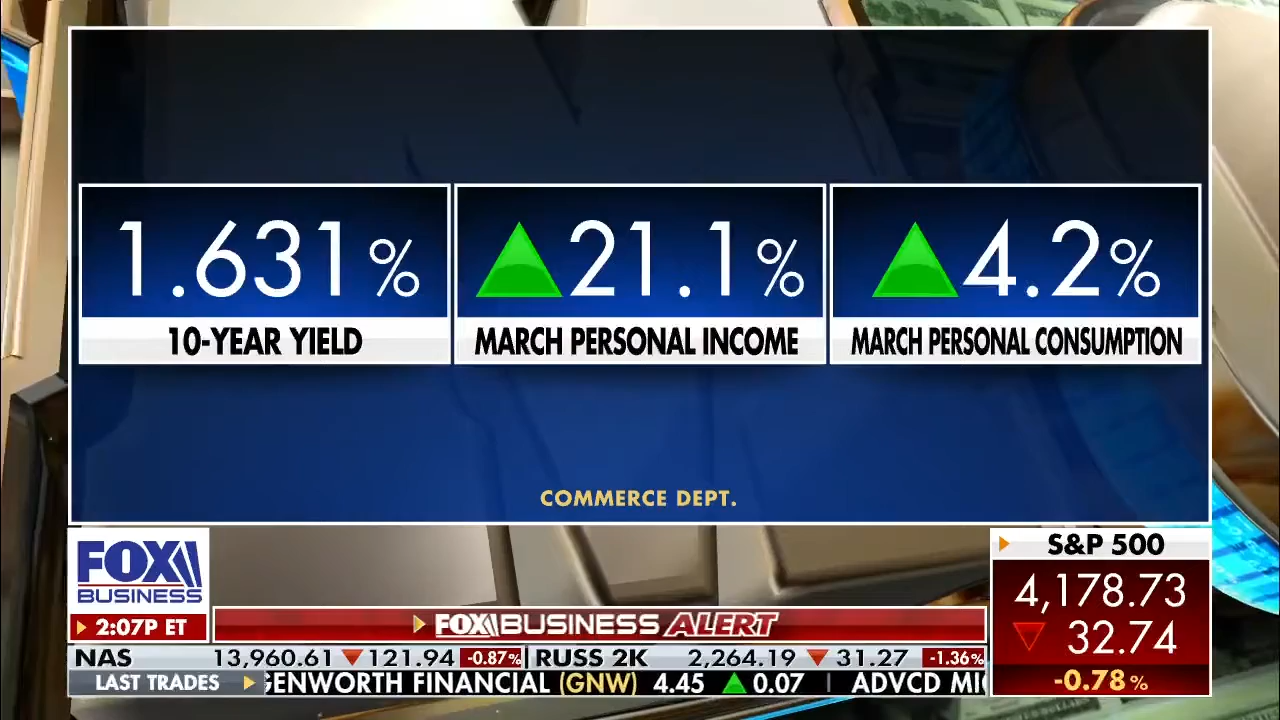 1.631%
10-YEAR YIELD
21.1%
MARCH PERSONAL INCOME
4.2%
MARCH PERSONAL CONSUMPTION
COMMERCE DEPT.
FOX
BUSINESS
2:07P ET
FOX BUSINESS ALERT
S&P 500
4,178.73
32.74
-0.78%
NAS 13,960.61 121.94 -0.87% RUSS 2K 2,264.19 31.27 -1.36%
LAST TRADES GENWORTH FINANCIAL (GNW) 4.45 0.07 ADVCD